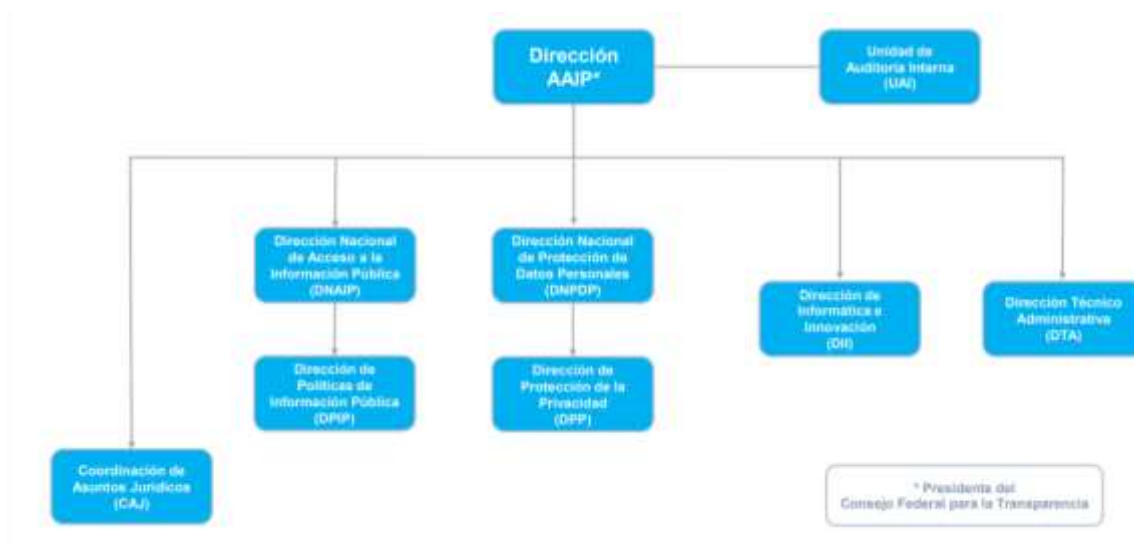 Dirección
AAIP*
Unidad de
Auditoría Interna
(UAI)
Dirección Nacional
de Acceso a la
Información Pública
(DNAIP)
Dirección Nacional
de Protección de
Datos Personales
(DNPDP)
Dirección de
Informática e
Innovación
(DII)
Dirección Técnico
Administrativa
(DTA)
Dirección de
Políticas de
Información Pública
(DPIP)
Dirección de
Protección de la
Privacidad
(DPP)
Coordinación de
Asuntos Jurídicos
(CAJ)
* Presidenta del
Consejo Federal para la Transparencia